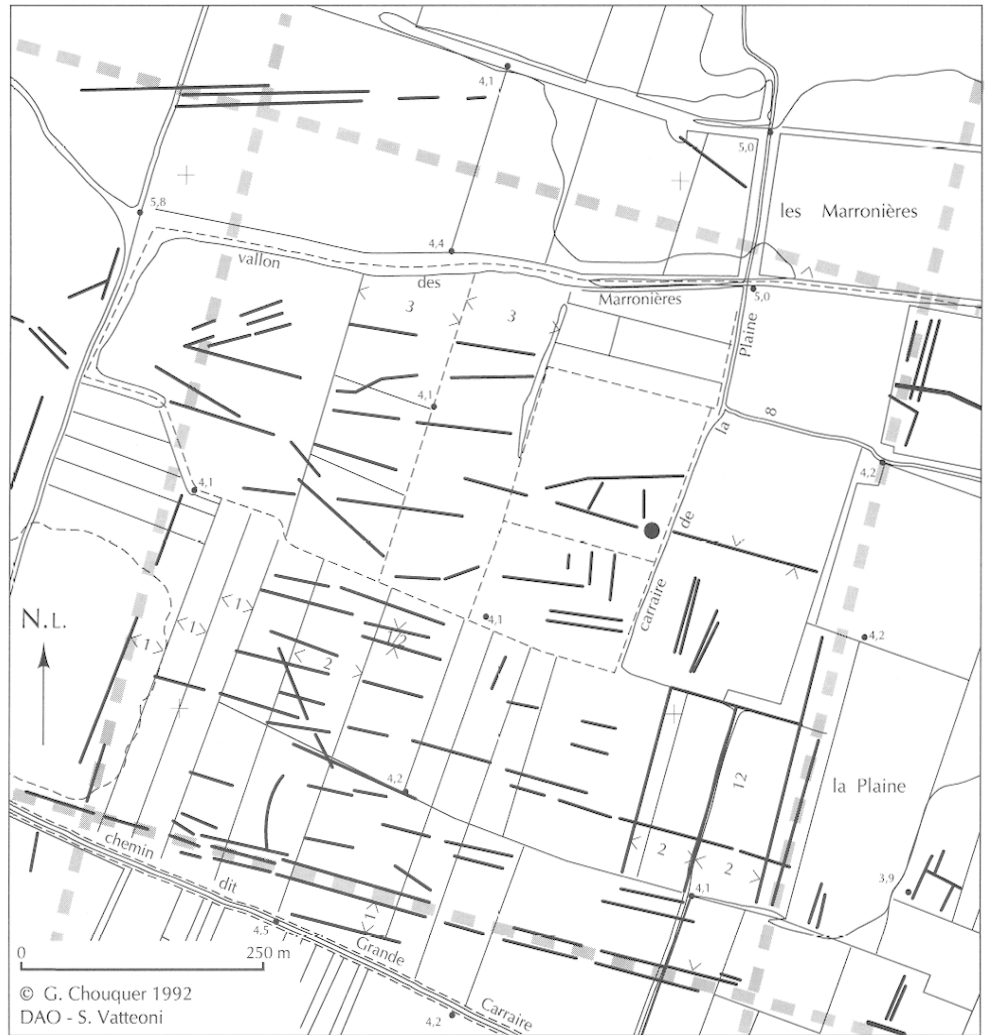 4,1
5,0
les Marronières
5,8
4,4
vallon
des
Marronières
5,0
3
3
Plaine
4,1
la
8
4,2
4,1
de
carraire
N.L.
1
1
1
4,1
4,2
12
2
4,2
12
la Plaine
2
2
3,9
4,1
chemin
dit
1
4,5
Grande
Carraire
4,2
0
250 m
© G. Chouquer 1992
DAO - S. Vatteoni